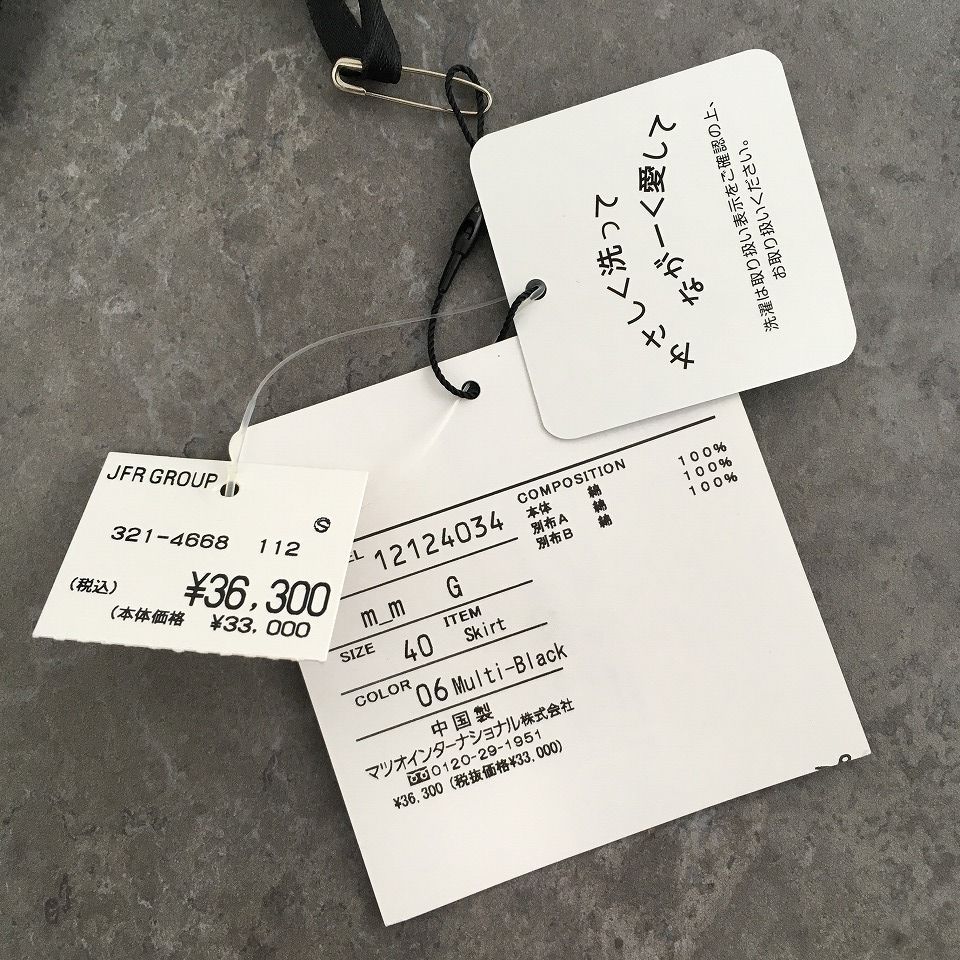 やさしく洗って
ながーく愛して
洗濯は取り扱い表示をご確認の上、
お取り扱いください。
JFR GROUP
321-4668 112
(税込) ¥36,300
(本体価格 ¥33,000
EL 12124034
m_m G
SIZE 40 ITEM Skirt
COLOR 06 Multi-Black
中国製
マツオインターナショナル株式会社
☎0120-29-1951
¥36,300 (税抜価格¥33,000)
COMPOSITION
本体 綿 100%
別布A 綿 100%
別布B 綿 100%